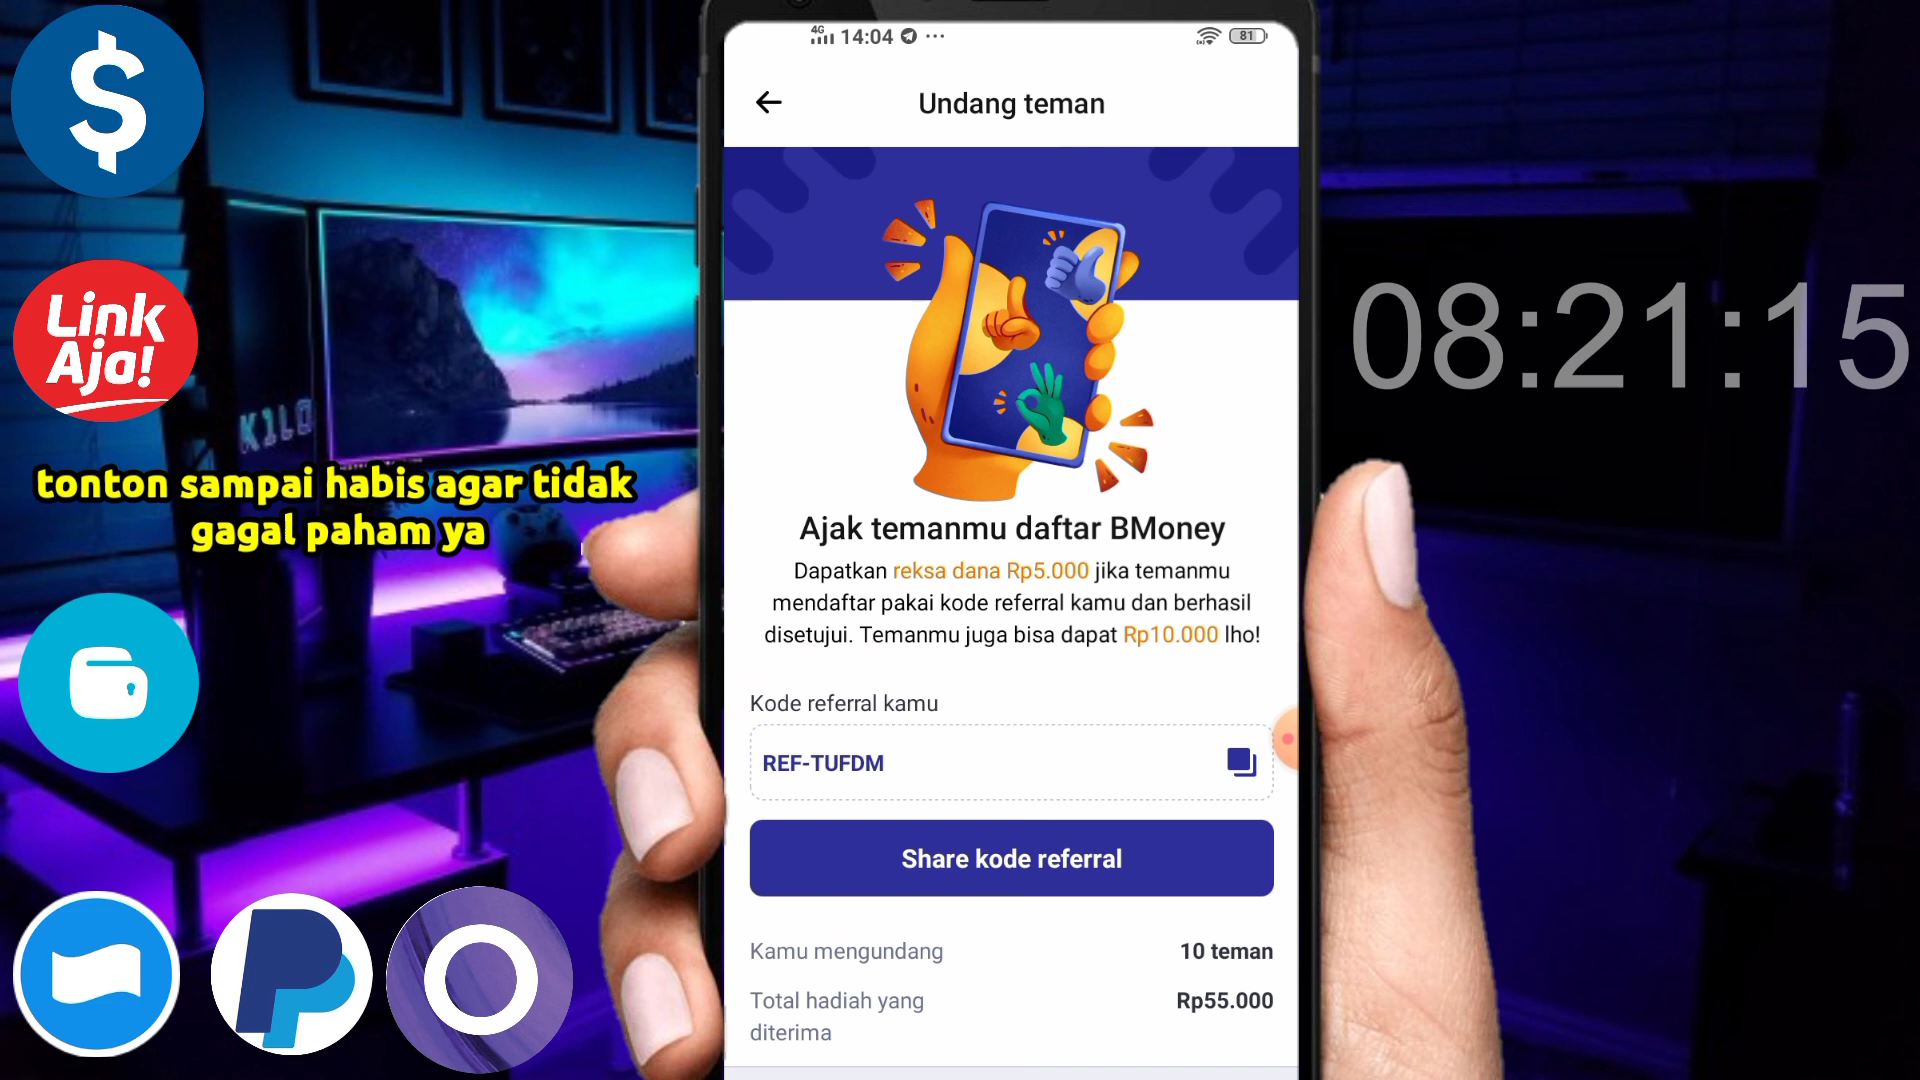 4G 14:04 ...
81
Undang teman
$
Link
Aja!
K1LO
08:21:15
tonton sampai habis agar tidak
gagal paham ya
Ajak temanmu daftar BMoney
Dapatkan reksa dana Rp5.000 jika temanmu
mendaftar pakai kode referral kamu dan berhasil
disetujui. Temanmu juga bisa dapat Rp10.000 lho!
Kode referral kamu
REF-TUFDM
Share kode referral
Kamu mengundang 10 teman
Total hadiah yang Rp55.000
diterima